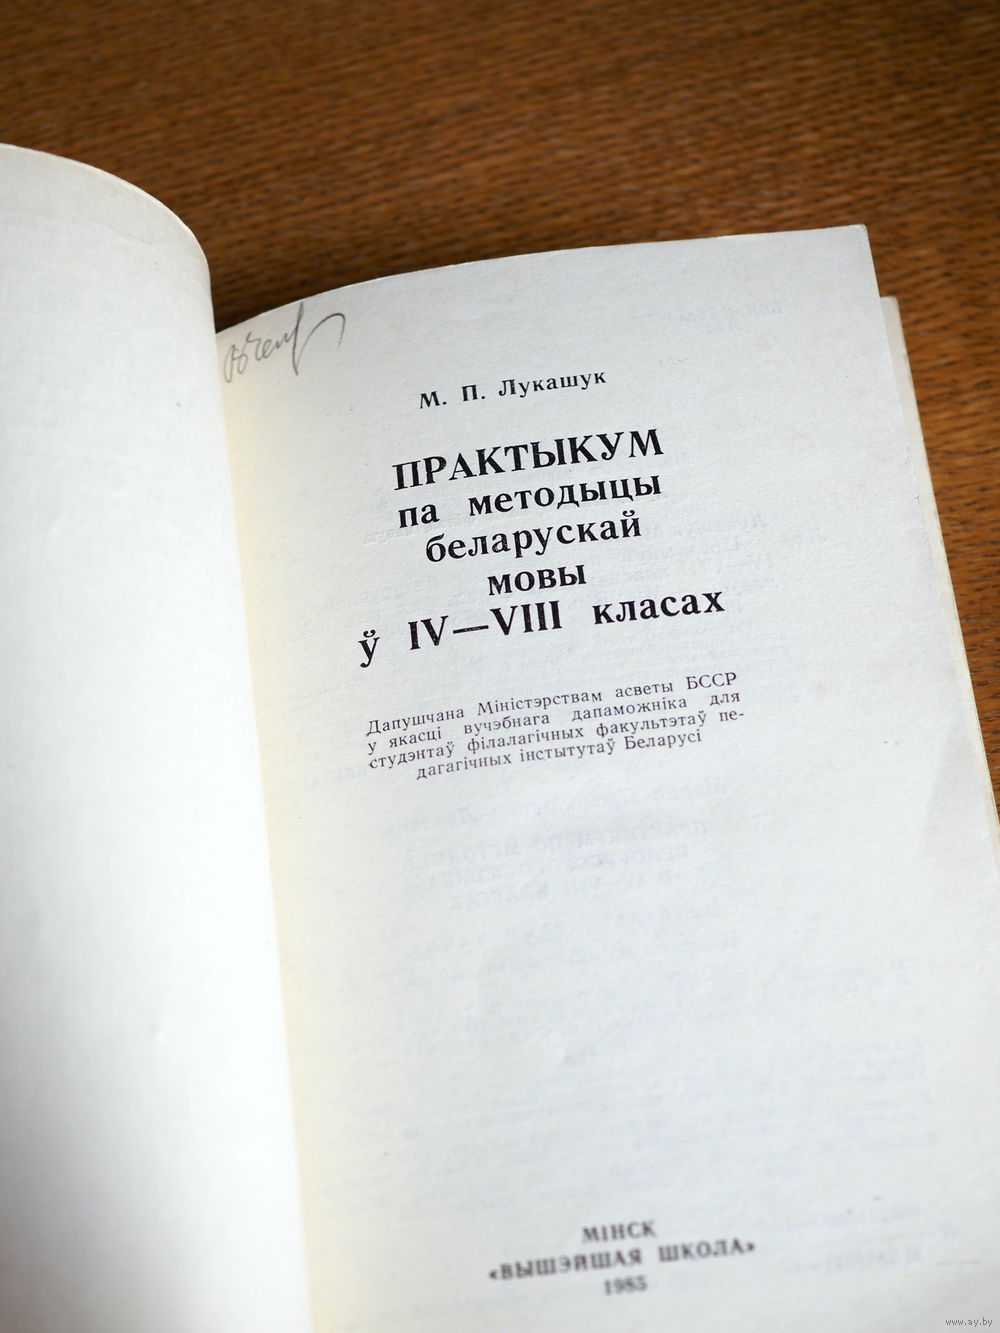 М. П. Лукашук
ПРАКТЫКУМ
па методыцы
беларускай
мовы
ў IV—VIII класах
Дапушчана Міністэрствам асветы БССР
у якасці вучэбнага дапаможніка для
студэнтаў філалагічных факультэтаў пе-
дагагічных інстытутаў Беларусі
МІНСК
«ВЫШЭЙШАЯ ШКОЛА»
1985
www.ay.by